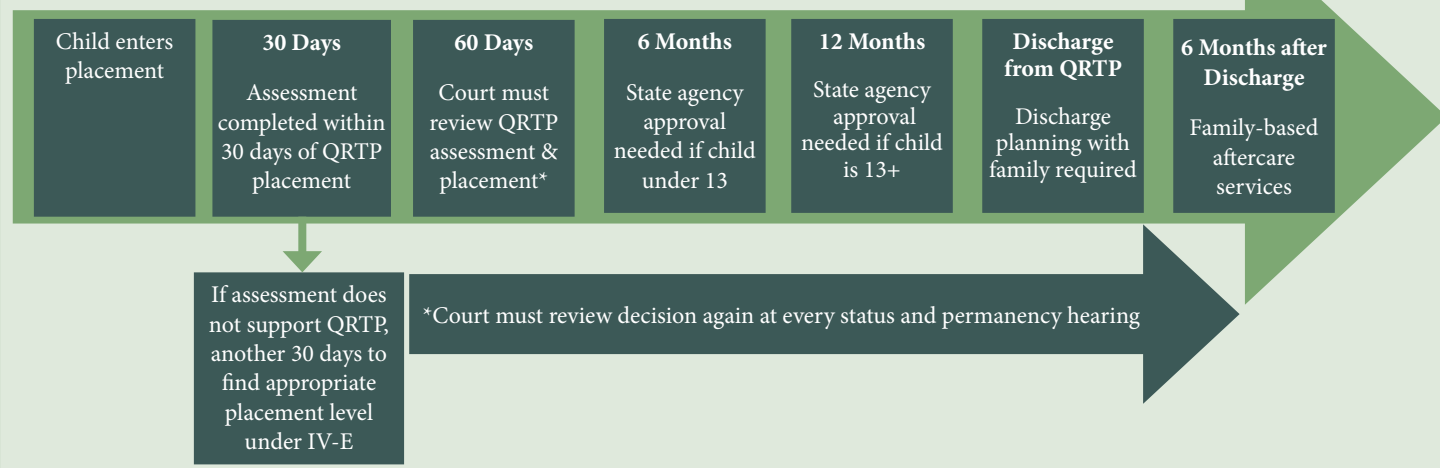 Child enters
placement
30 Days
Assessment
completed within
30 days of QRTP
placement
60 Days
Court must
review QRTP
assessment &
placement*
6 Months
State agency
approval
needed if child
under 13
12 Months
State agency
approval
needed if child
is 13+
Discharge
from QRTP
Discharge
planning with
family required
6 Months after
Discharge
Family-based
aftercare
services
If assessment does
not support QRTP,
another 30 days to
find appropriate
placement level
under IV-E
*Court must review decision again at every status and permanency hearing